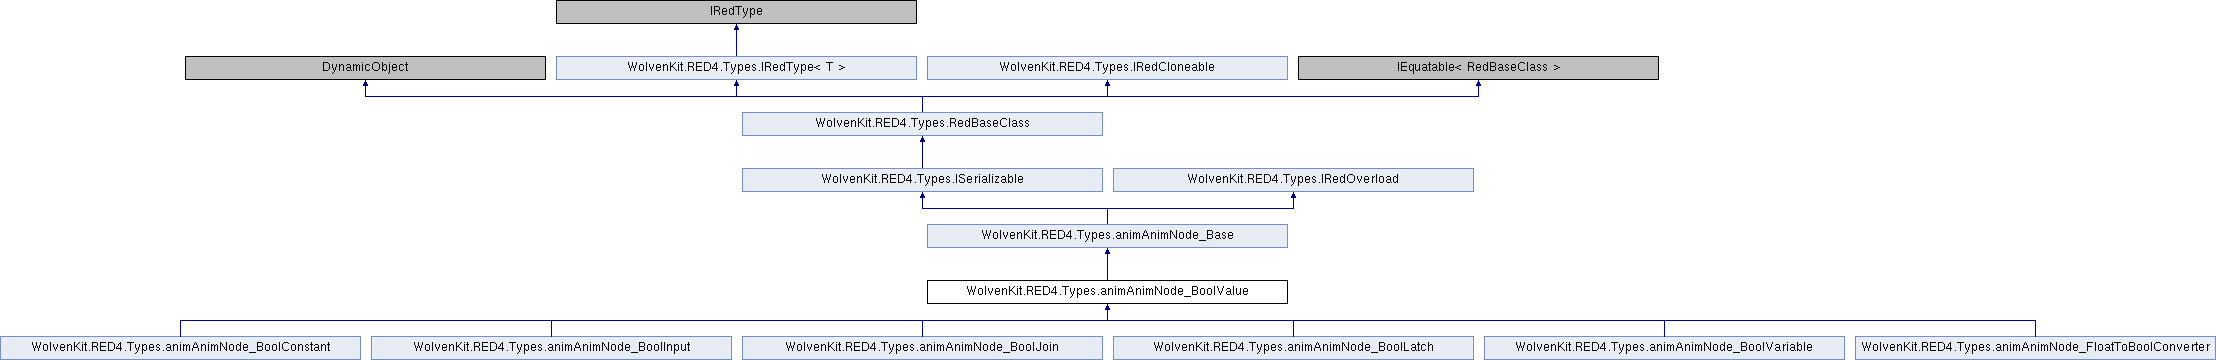 IRedType
DynamicObject
WolvenKit.RED4.Types.IRedType< T >
WolvenKit.RED4.Types.IRedCloneable
IEquatable< RedBaseClass >
WolvenKit.RED4.Types.RedBaseClass
WolvenKit.RED4.Types.ISerializable
WolvenKit.RED4.Types.IRedOverload
WolvenKit.RED4.Types.animAnimNode_Base
WolvenKit.RED4.Types.animAnimNode_BoolValue
WolvenKit.RED4.Types.animAnimNode_BoolConstant
WolvenKit.RED4.Types.animAnimNode_BoolInput
WolvenKit.RED4.Types.animAnimNode_BoolJoin
WolvenKit.RED4.Types.animAnimNode_BoolLatch
WolvenKit.RED4.Types.animAnimNode_BoolVariable
WolvenKit.RED4.Types.animAnimNode_FloatToBoolConverter